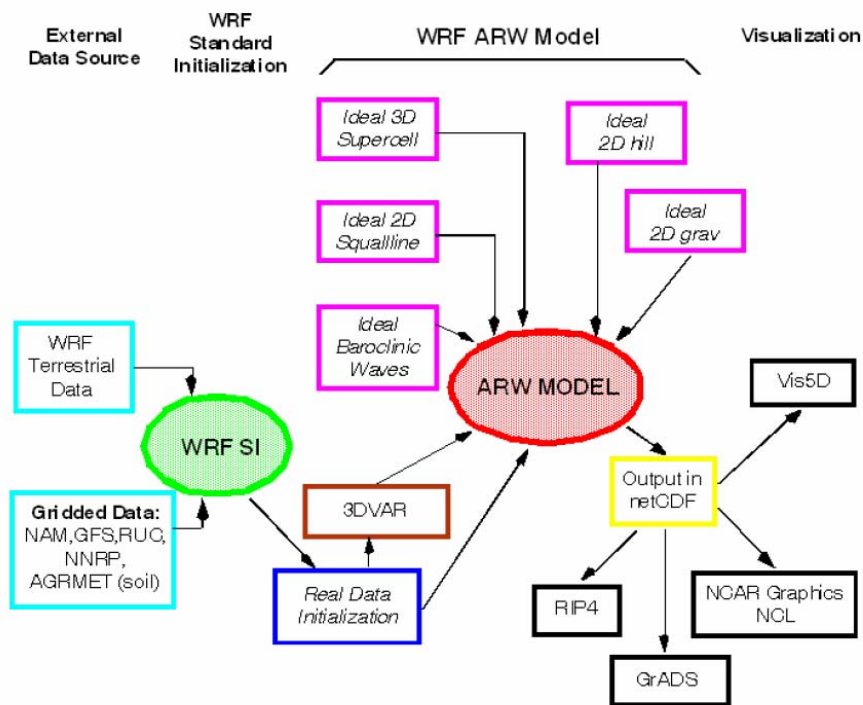 External
Data Source
WRF
Standard
Initialization
WRF ARW Model
Visualization
Ideal 3D
Supercell
Ideal
2D hill
Ideal 2D
Squallline
Ideal
2D grav
Ideal
Baroclinic
Waves
WRF
Terrestrial
Data
ARW MODEL
Vis5D
WRF SI
Output in
netCDF
Gridded Data:
NAM,GFS,RUC,
NNRP,
AGRMET (soil)
3DVAR
Real Data
Initialization
RIP4
NCAR Graphics
NCL
GrADS